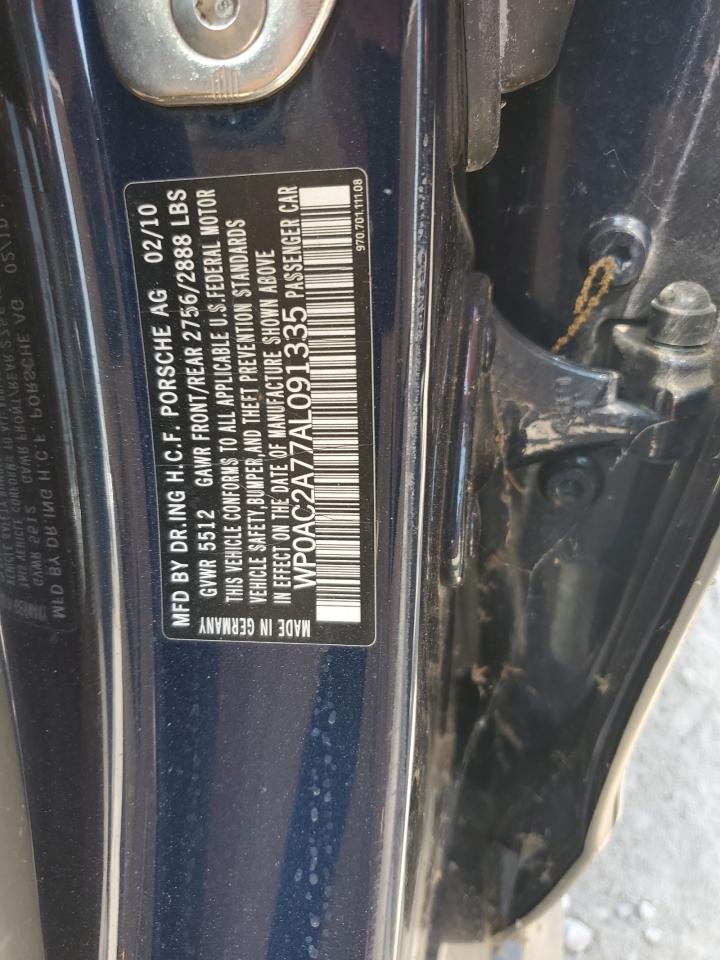 MFD BY DR.ING H.C.F. PORSCHE AG 02/10
GVWR 5512 GAWR FRONT/REAR 2756/2888 LBS
THIS VEHICLE CONFORMS TO ALL APPLICABLE U.S.FEDERAL MOTOR
VEHICLE SAFETY,BUMPER,AND THEFT PREVENTION STANDARDS
IN EFFECT ON THE DATE OF MANUFACTURE SHOWN ABOVE
WP0AC2A77AL091335 PASSENGER CAR
MADE IN GERMANY
970.701.111.08